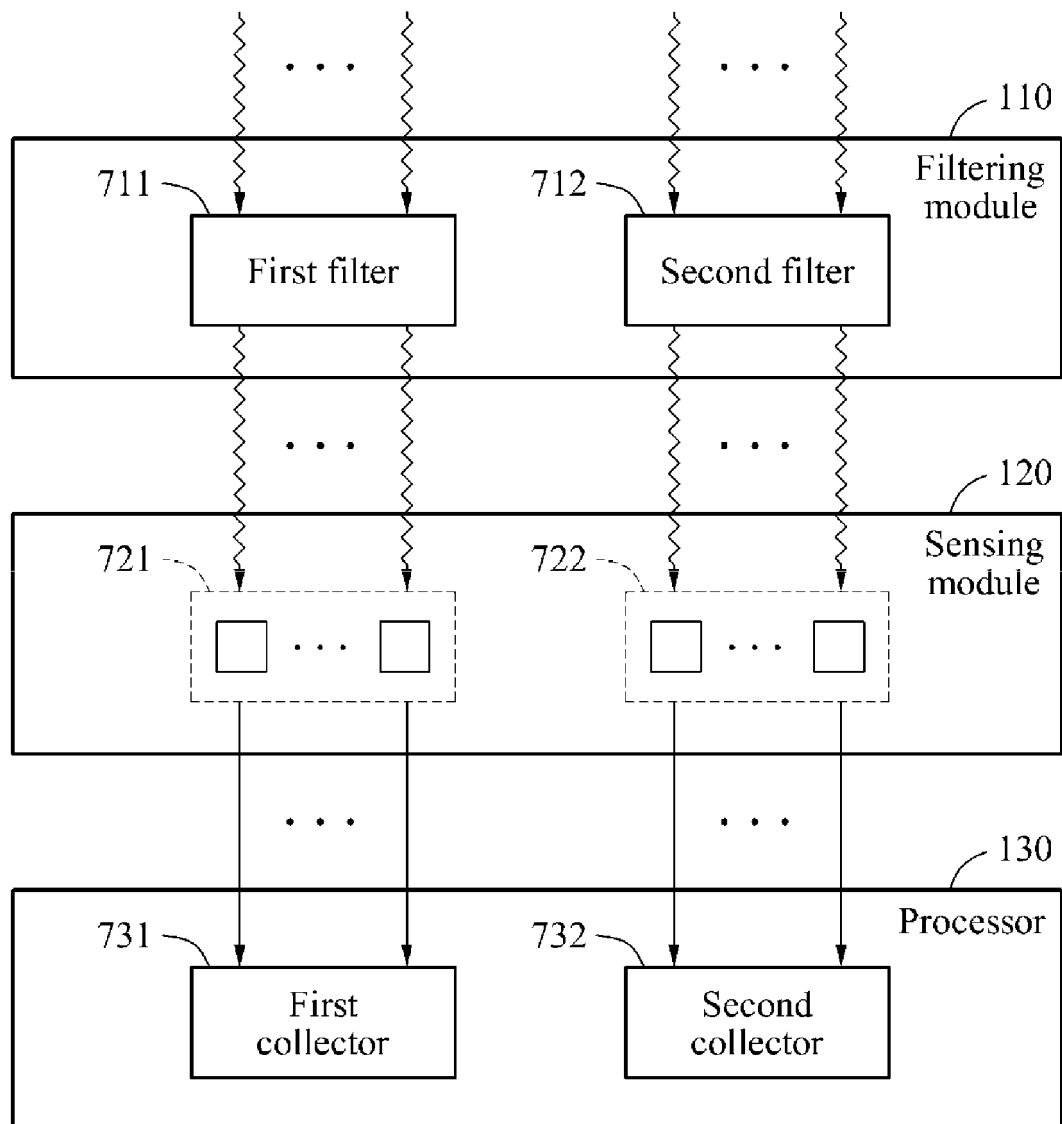 110
Filtering
module
711
712
First filter
Second filter
120
Sensing
module
721
722
130
Processor
731
732
First
collector
Second
collector